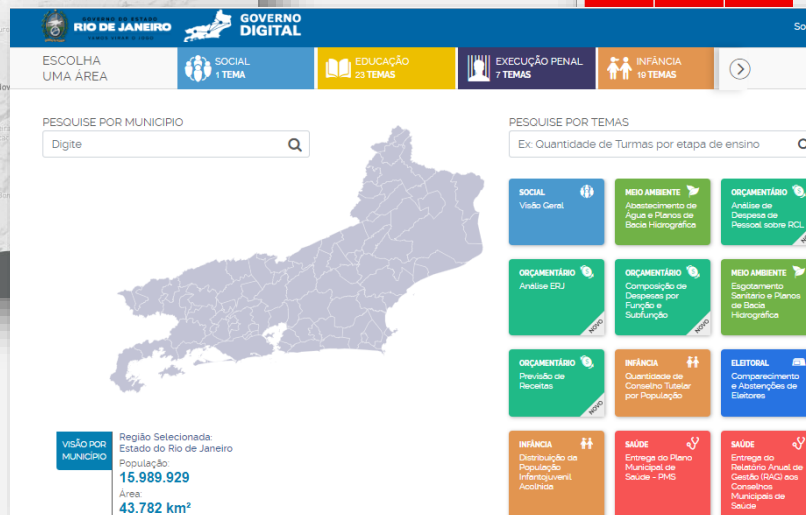 GOVERNO DO ESTADO
RIO DE JANEIRO
GOVERNO
DIGITAL
So
ESCOLHA
UMA ÁREA
SOCIAL
1 TEMA
EDUCAÇÃO
23 TEMAS
EXECUÇÃO PENAL
7 TEMAS
INFÂNCIA
19 TEMAS
PESQUISE POR MUNICIPIO
Digite
PESQUISE POR TEMAS
Ex: Quantidade de Turmas por etapa de ensino
SOCIAL
Visão Geral
MEIO AMBIENTE
Abastecimento de
Água e Planos de
Bacia Hidrográfica
ORÇAMENTÁRIO
Análise de
Despesa de
Pessoal sobre RCL
ORÇAMENTÁRIO
Análise ERJ
NOVO
ORÇAMENTÁRIO
Composição de
Despesas por
Função e
Subfunção
NOVO
MEIO AMBIENTE
Esgotamento
Sanitário e Planos
de Bacia
Hidrográfica
ORÇAMENTÁRIO
Previsão de
Receitas
NOVO
INFÂNCIA
Quantidade de
Conselho Tutelar
por População
ELEITORAL
Comparecimento
e Abstenções de
Eleitores
INFÂNCIA
Distribuição da
População
Infantojuvenil
Acolhida
SAÚDE
Entrega do Plano
Municipal de
Saúde - PMS
SAÚDE
Entrega do
Relatório Anual de
Gestão (RAG) aos
Conselhos
Municipais de
Saúde
VISÃO POR
MUNICÍPIO
Região Selecionada:
Estado do Rio de Janeiro
População:
15.989.929
Área:
43.782 km²